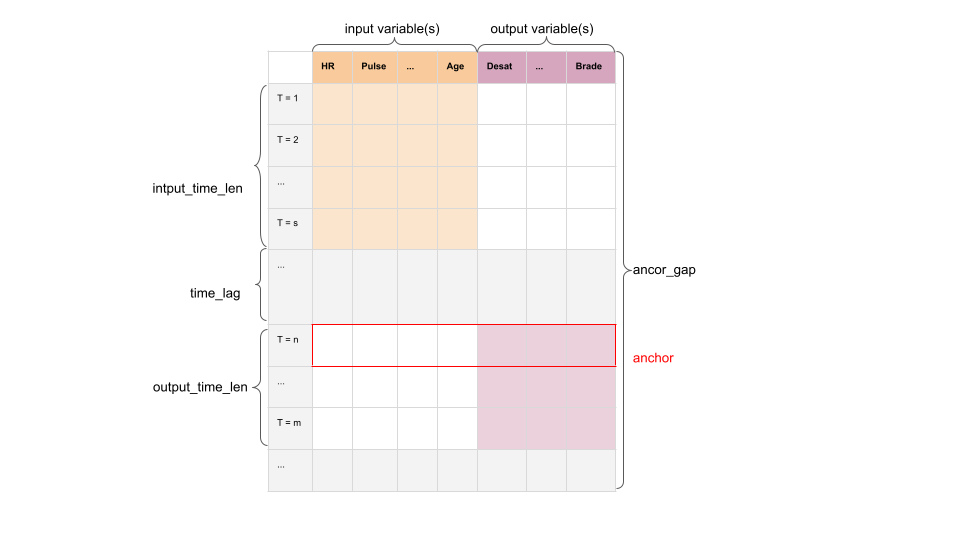 input variable(s) output variable(s)
HR Pulse ... Age Desat ... Brade
T = 1
T = 2
intput_time_len
...
T = s
...
ancor_gap
time_lag
T = n
anchor
...
output_time_len
T = m
...